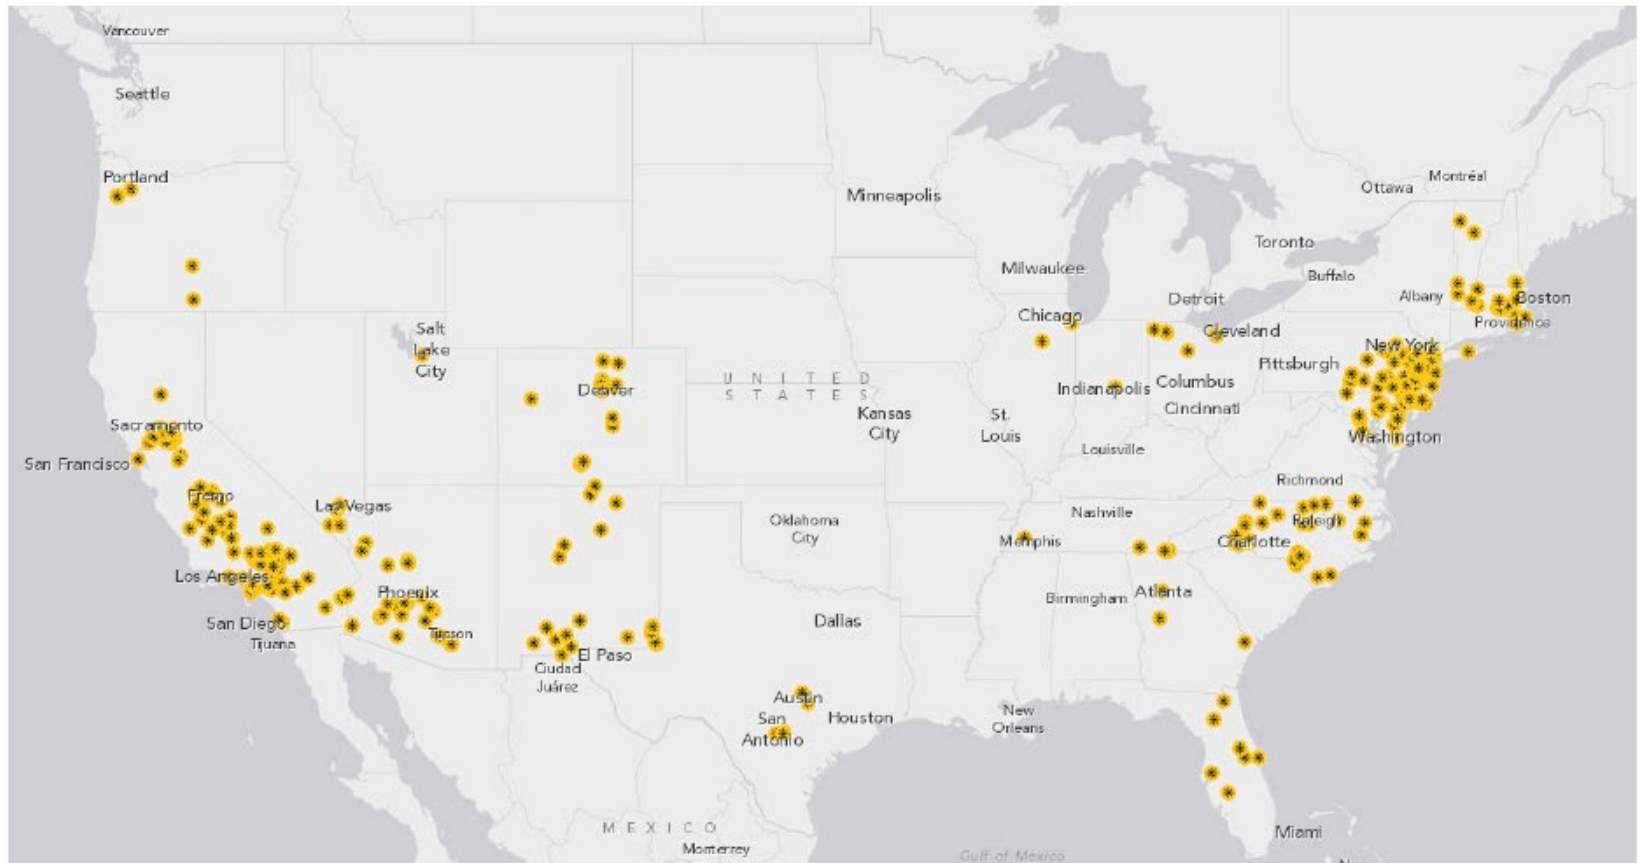 Vancouver
Seattle
Portland
Ottawa
Montréal
Minneapolis
Toronto
Milwaukee
Buffalo
Detroit
Albany
Boston
Chicago
Providence
Salt
Lake
City
Cleveland
New York
Pittsburgh
UNITED
STATES
Denver
Indianapolis
Columbus
Kansas
City
Cincinnati
St.
Louis
Sacramento
Washington
Louisville
San Francisco
Richmond
Fresno
Las Vegas
Nashville
Oklahoma
City
Raleigh
Memphis
Charlotte
Los Angeles
Phoenix
Birmingham
Atlanta
San Diego
Dallas
Tucson
Tijuana
El Paso
Ciudad
Juárez
Austin
San
Antonio
Houston
New
Orleans
MEXICO
Miami
Monterrey
Gulf of Mexico